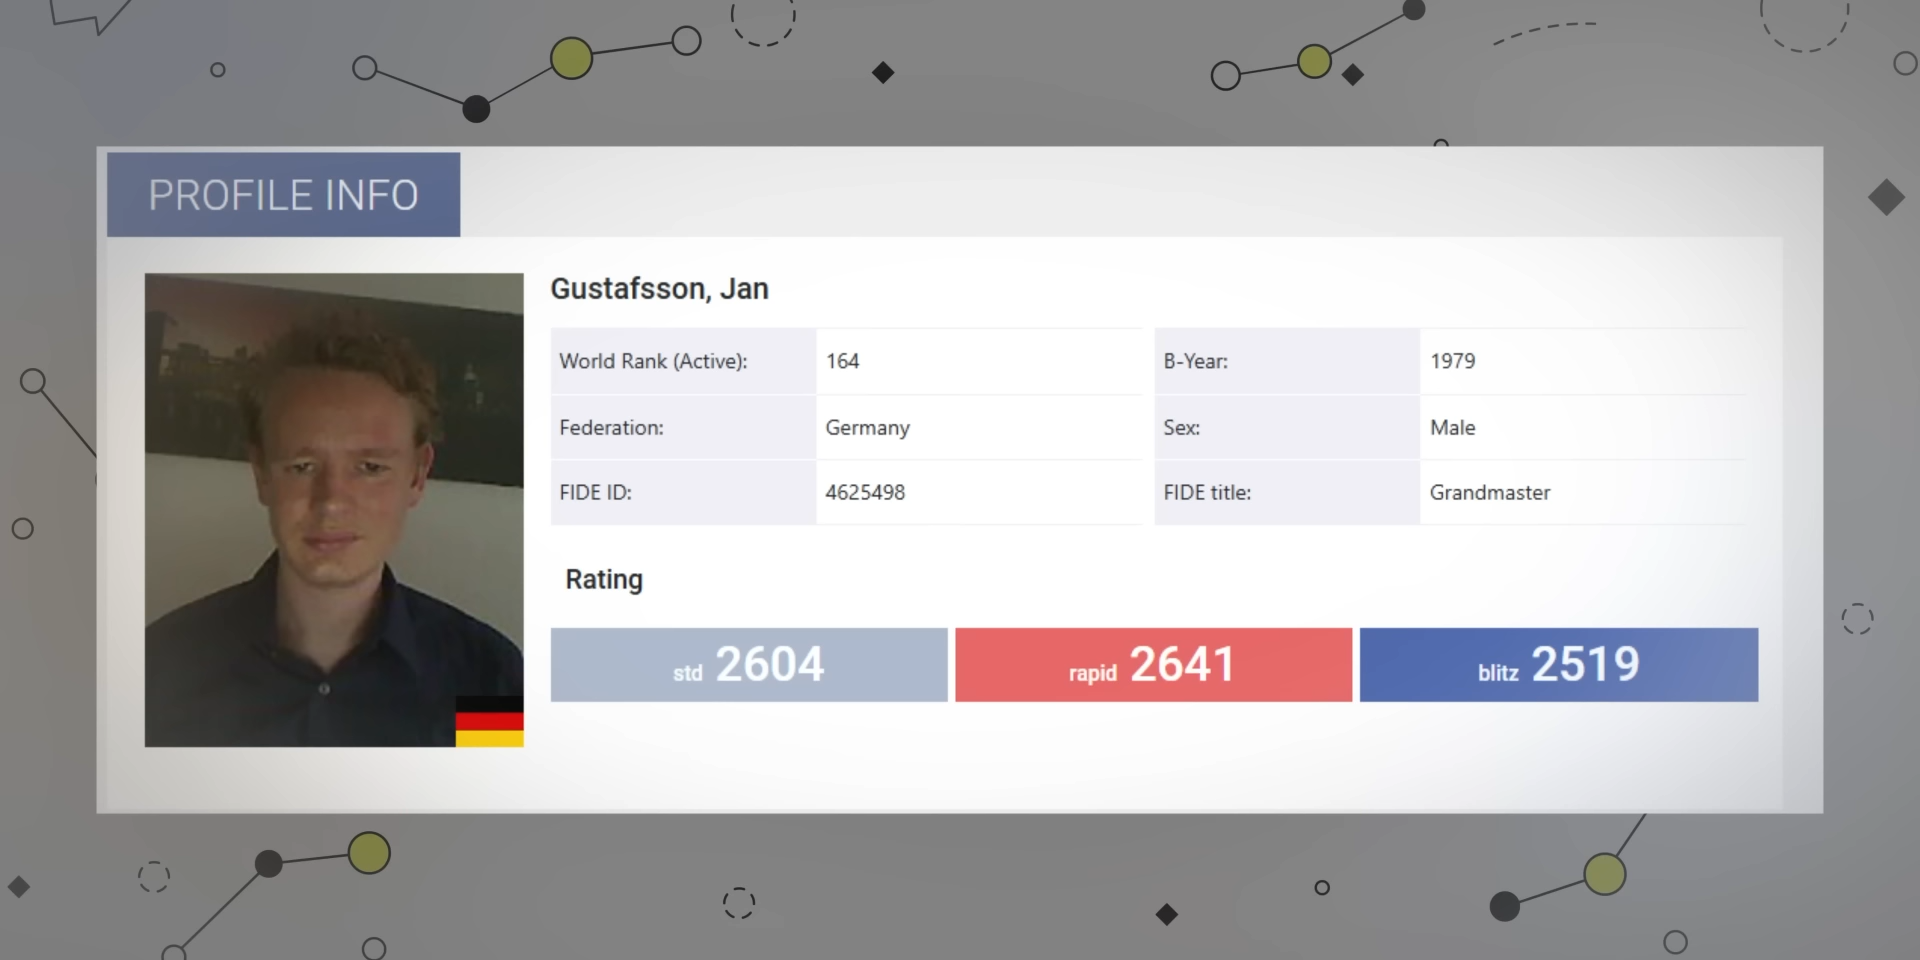 PROFILE INFO
Gustafsson, Jan
World Rank (Active): 164 B-Year: 1979
Federation: Germany Sex: Male
FIDE ID: 4625498 FIDE title: Grandmaster
Rating
std 2604 rapid 2641 blitz 2519